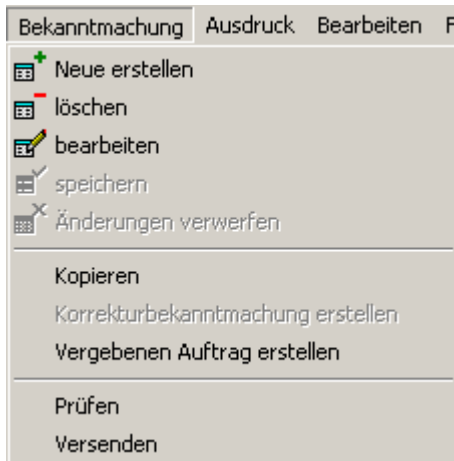 Bekanntmachung Ausdruck Bearbeiten
Neue erstellen
löschen
bearbeiten
speichern
Änderungen verwerfen
Kopieren
Korrekturbekanntmachung erstellen
Vergebenen Auftrag erstellen
Prüfen
Versenden